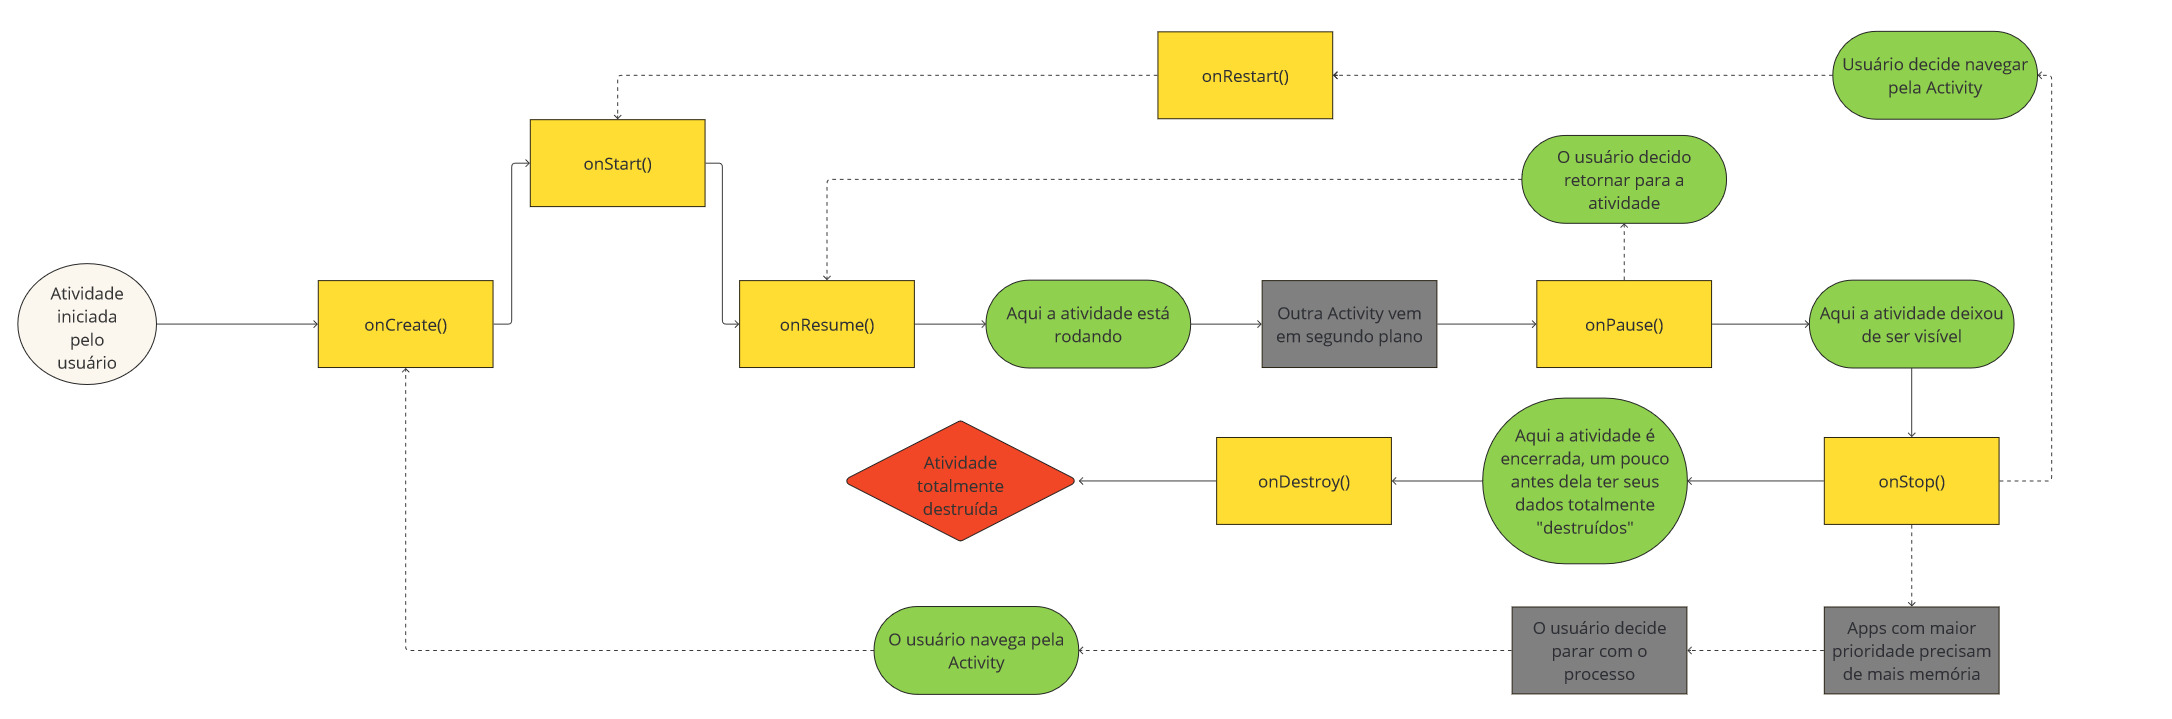 onRestart()
Usuário decide navegar
pela Activity
onStart()
O usuário decido
retornar para a
atividade
Atividade
iniciada
pelo
usuário
onCreate()
onResume()
Aqui a atividade está
rodando
Outra Activity vem
em segundo plano
onPause()
Aqui a atividade deixou
de ser visível
Atividade
totalmente
destruída
onDestroy()
Aqui a atividade é
encerrada, um pouco
antes dela ter seus
dados totalmente
"destruídos"
onStop()
O usuário navega pela
Activity
O usuário decide
parar com o
processo
Apps com maior
prioridade precisam
de mais memória